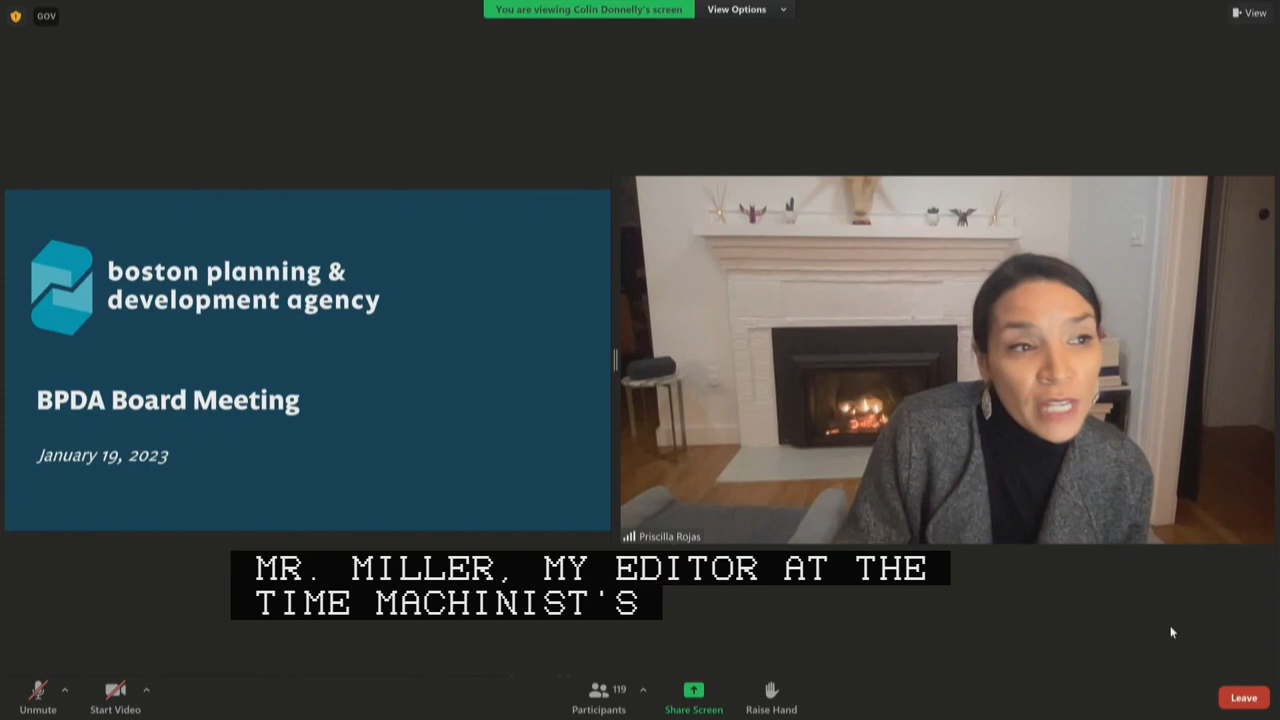 GOV
You are viewing Colin Donnelly's screen
View Options
View
boston planning &
development agency
BPDA Board Meeting
January 19, 2023
Priscilla Rojas
MR. MILLER, MY EDITOR AT THE
TIME MACHINIST'S
Unmute
Start Video
119
Participants
Share Screen
Raise Hand
Leave